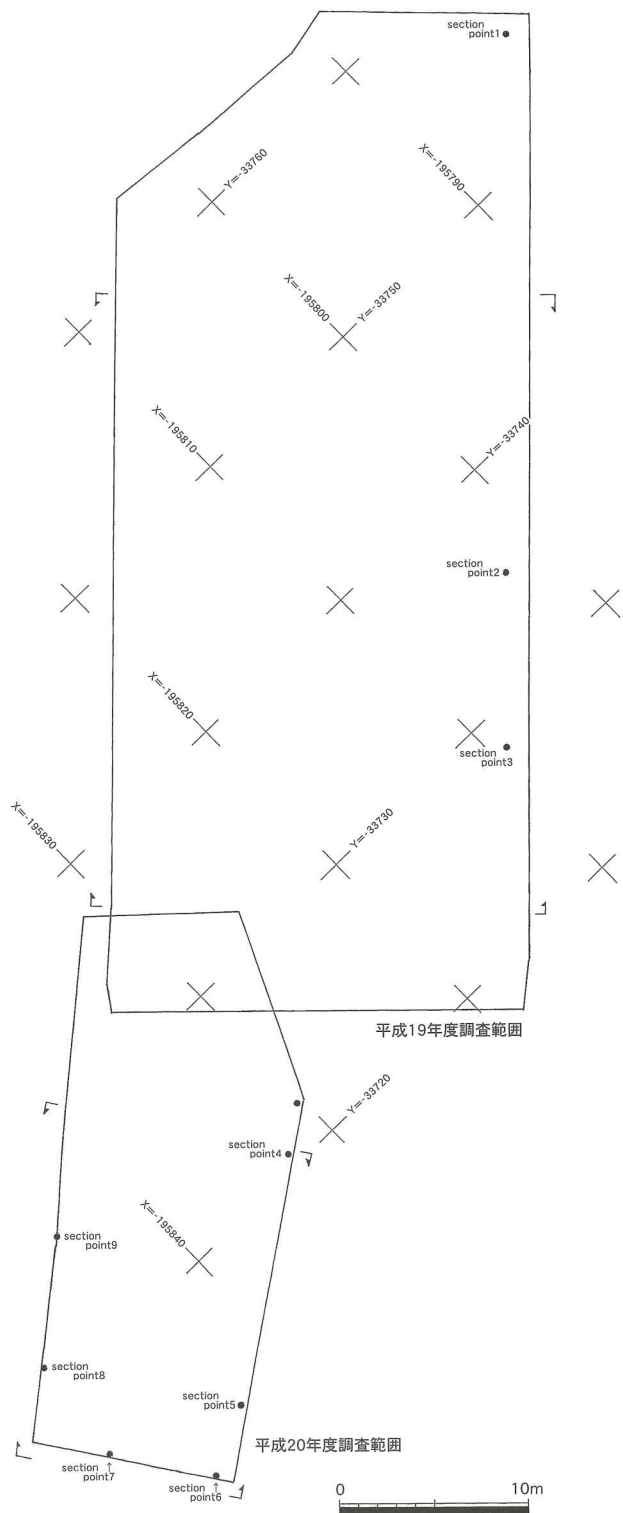 section
point1
Y=-33760
X=-195790
X=-195800
Y=-33750
X=-195810
Y=-33740
section
point2
X=-195820
section
point3
X=-195830
Y=-33730
平成19年度調査範囲
Y=-33720
section
point4
section
point9
X=-195840
section
point8
section
point5
平成20年度調査範囲
section ↑
point7
section ↑
point6
0 10m